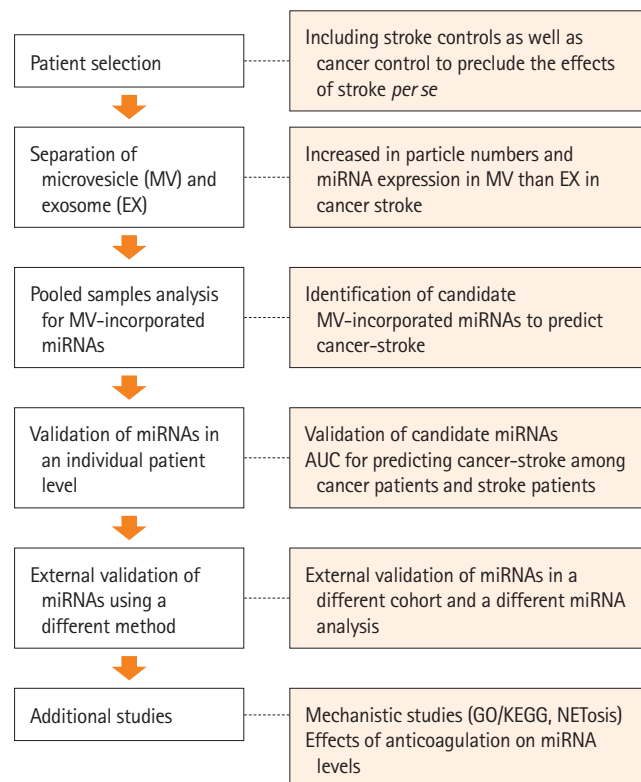 Patient selection
Including stroke controls as well as
cancer control to preclude the effects
of stroke per se
Separation of
microvesicle (MV) and
exosome (EX)
Increased in particle numbers and
miRNA expression in MV than EX in
cancer stroke
Pooled samples analysis
for MV-incorporated
miRNAs
Identification of candidate
MV-incorporated miRNAs to predict
cancer-stroke
Validation of miRNAs in
an individual patient
level
Validation of candidate miRNAs
AUC for predicting cancer-stroke among
cancer patients and stroke patients
External validation of
miRNAs using a
different method
External validation of miRNAs in a
different cohort and a different miRNA
analysis
Additional studies
Mechanistic studies (GO/KEGG, NETosis)
Effects of anticoagulation on miRNA
levels